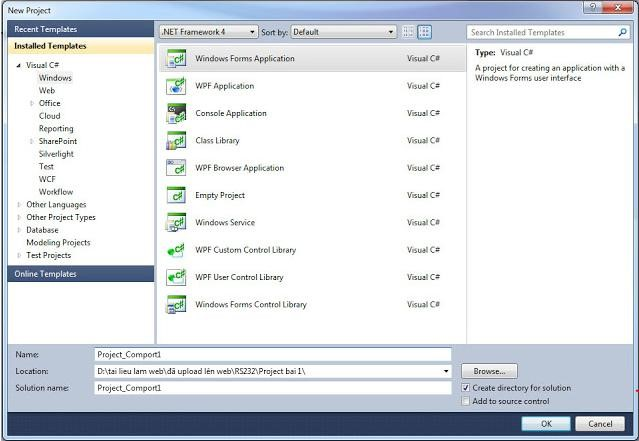 New Project
Recent Templates
.NET Framework 4
Sort by:
Default
Search Installed Templates
Installed Templates
Visual C#
Windows
Web
Office
Cloud
Reporting
SharePoint
Silverlight
Test
WCF
Workflow
Other Languages
Other Project Types
Database
Modeling Projects
Test Projects
Online Templates
Windows Forms Application Visual C#
WPF Application Visual C#
Console Application Visual C#
Class Library Visual C#
WPF Browser Application Visual C#
Empty Project Visual C#
Windows Service Visual C#
WPF Custom Control Library Visual C#
WPF User Control Library Visual C#
Windows Forms Control Library Visual C#
Type: Visual C#
A project for creating an application with a
Windows Forms user interface
Name: Project_Comport1
Location: D:\tai lieu lam web\đã upload lên web\RS232\Project bai 1\
Browse...
Solution name: Project_Comport1
Create directory for solution
Add to source control
OK
Cancel